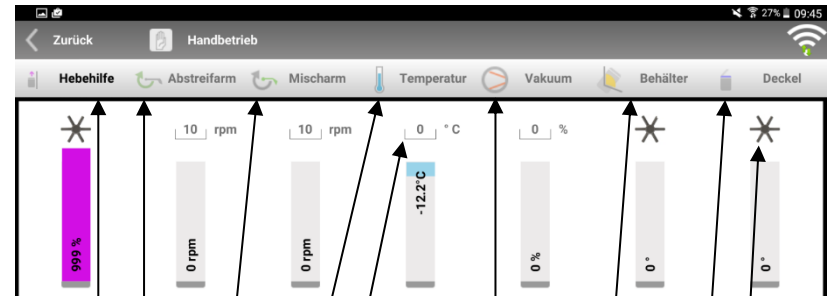 27% 09:45
Zurück Handbetrieb
Hebehilfe Abstreifarm Mischarm Temperatur Vakuum Behälter Deckel
10 rpm 10 rpm 0 °C 0 %
999 % 0 rpm 0 rpm -12.2°C 0 % 0 ° 0 °